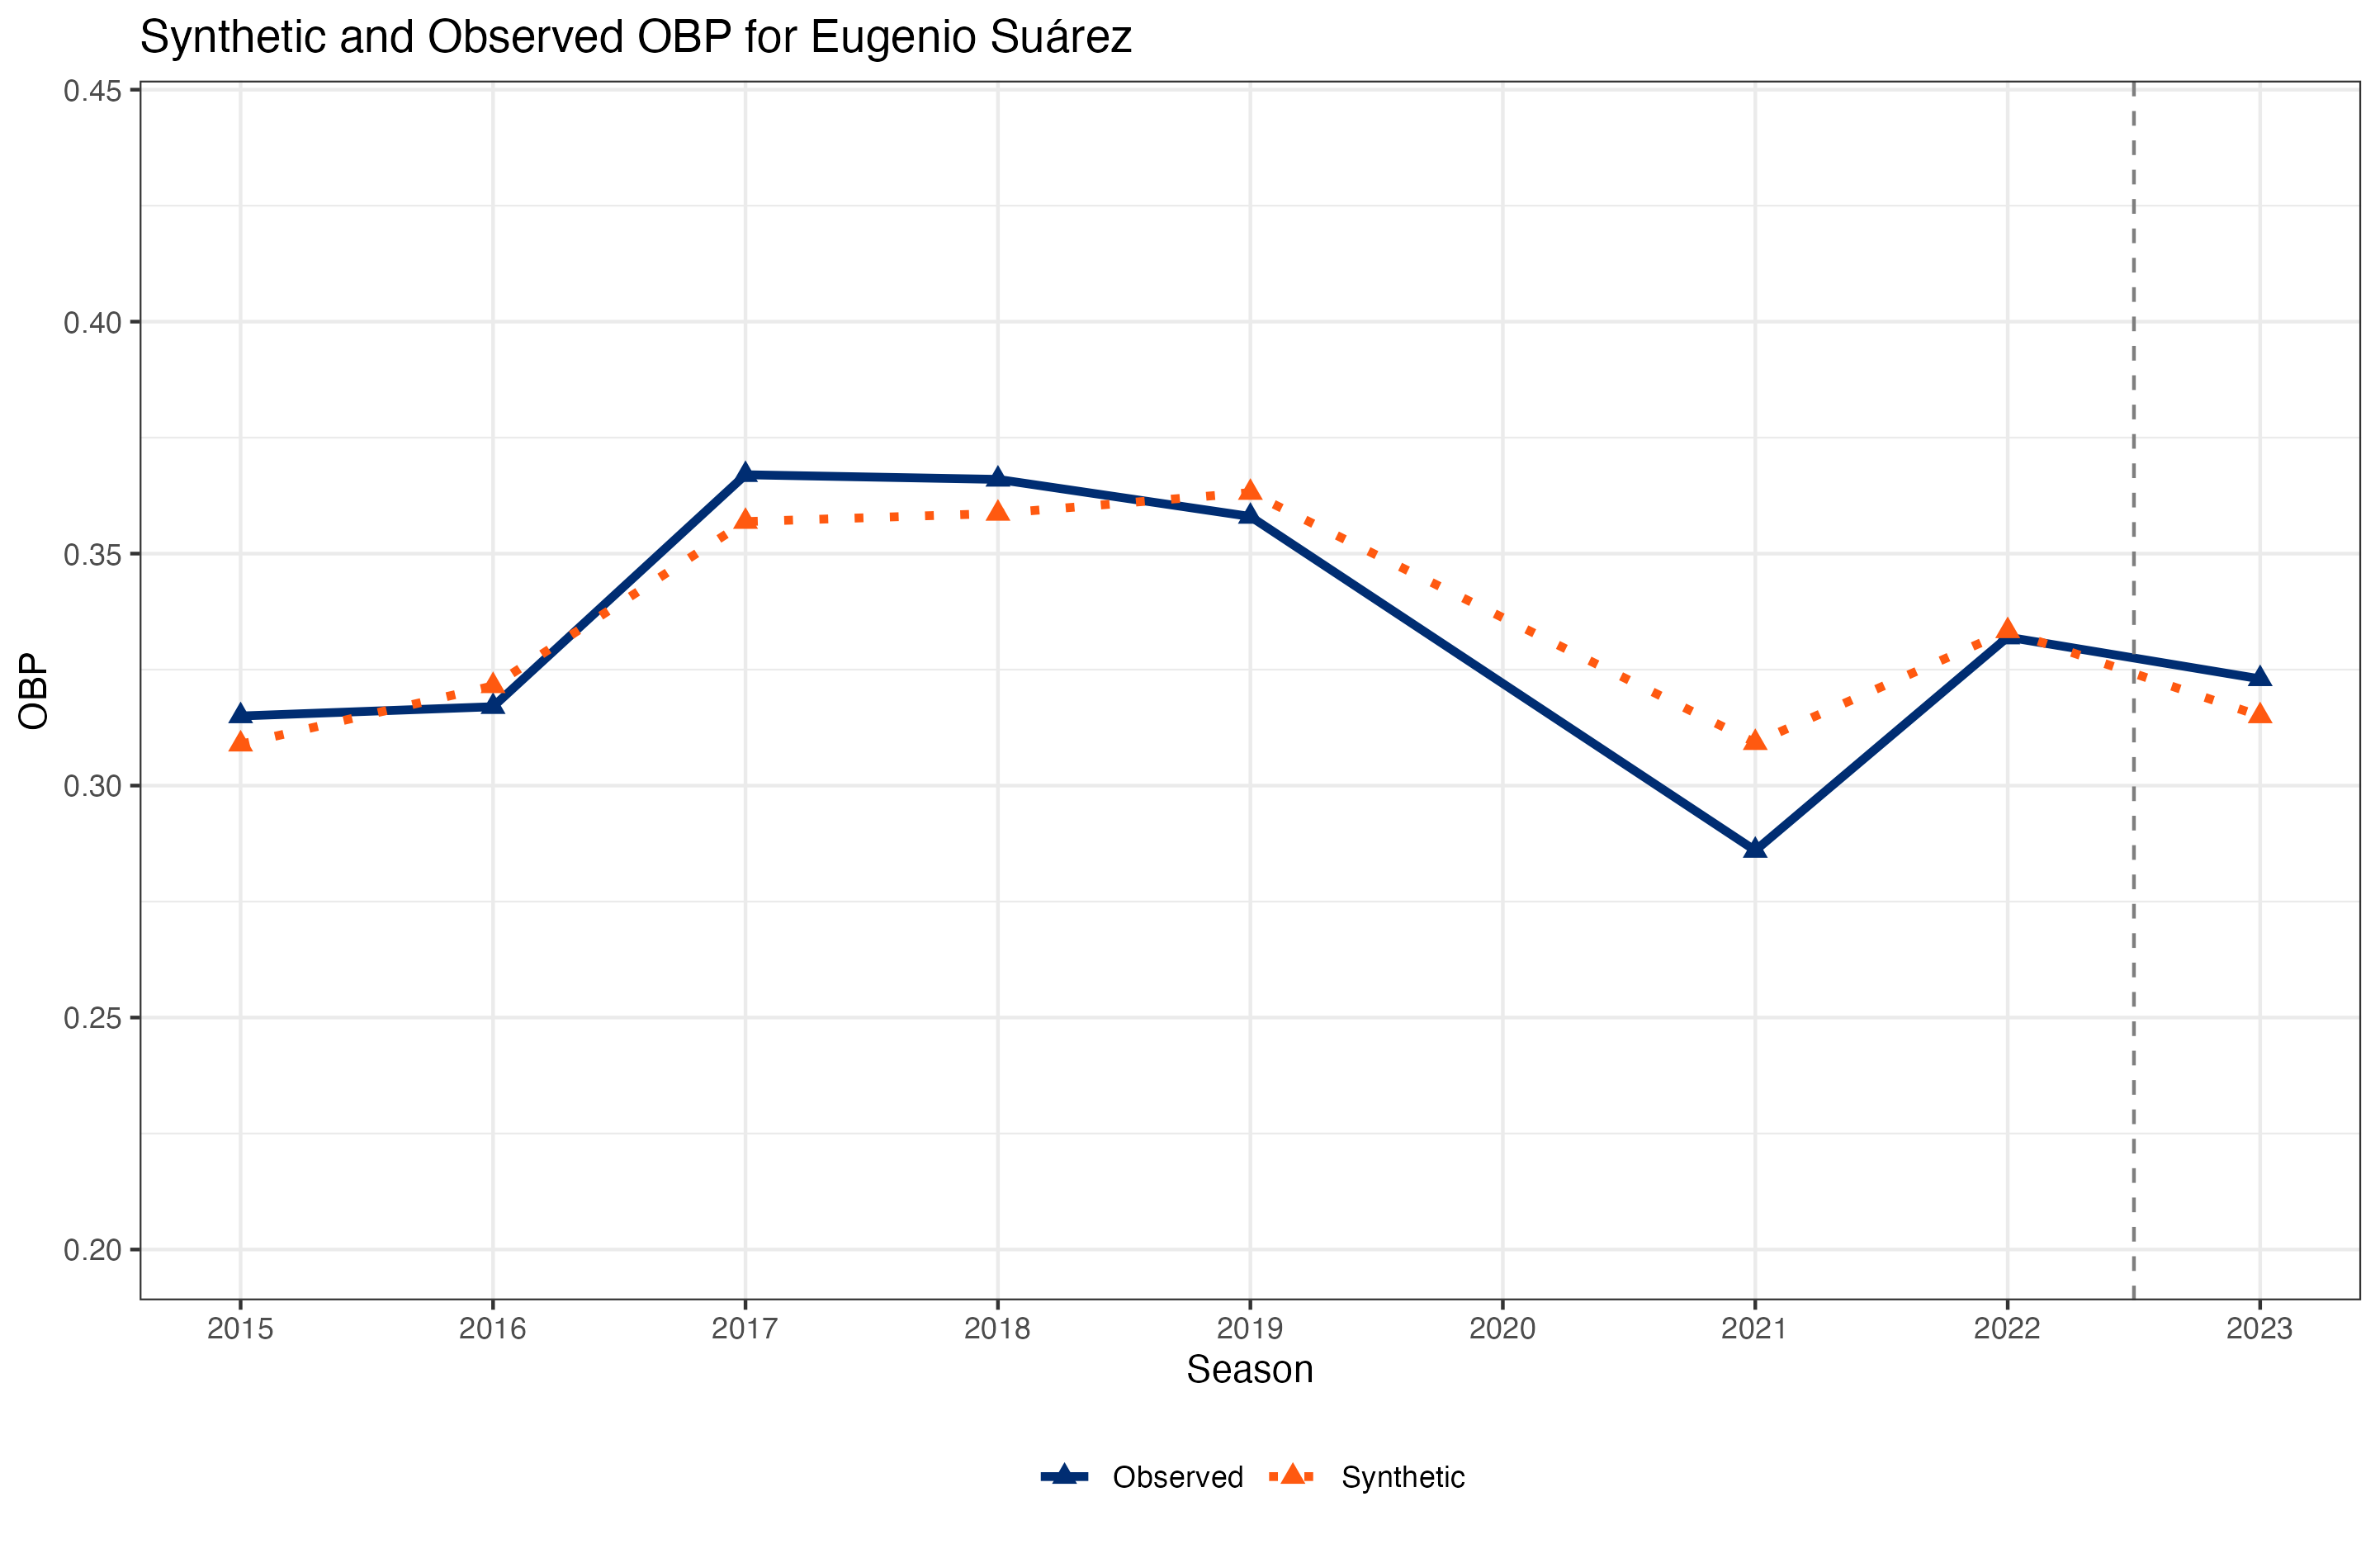 Synthetic and Observed OBP for Eugenio Suárez
0.45
0.40
0.35
0.30
0.25
0.20
OBP
2015 2016 2017 2018 2019 2020 2021 2022 2023
Season
Observed Synthetic